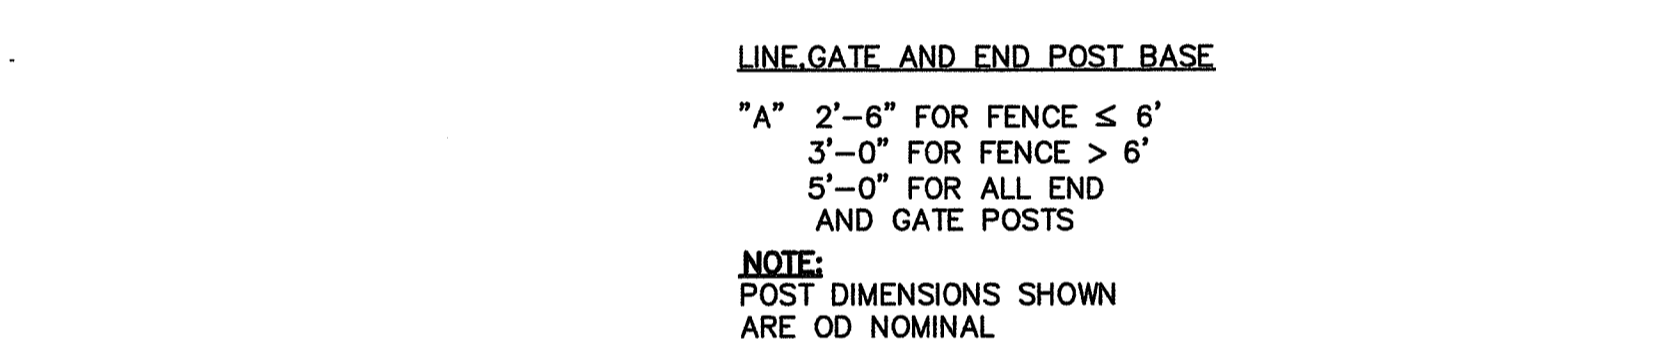 LINE,GATE AND END POST BASE
"A" 2'-6" FOR FENCE ≤ 6'
3'-0" FOR FENCE > 6'
5'-0" FOR ALL END
AND GATE POSTS
NOTE:
POST DIMENSIONS SHOWN
ARE OD NOMINAL